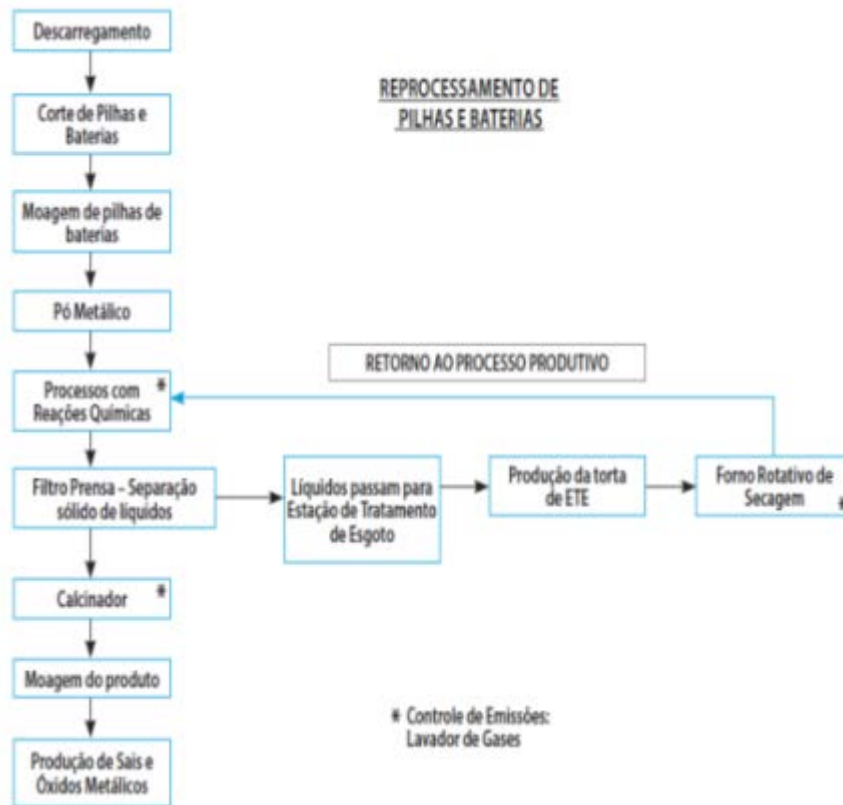 Descarregamento
REPROCESSAMENTO DE
PILHAS E BATERIAS
Corte de Pilhas e
Baterias
Moagem de pilhas de
baterias
Pó Metálico
RETORNO AO PROCESSO PRODUTIVO
Processos com *
Reações Químicas
Filtro Prensa – Separação
sólido de líquidos
Líquidos passam para
Estação de Tratamento
de Esgoto
Produção da torta
de ETE
Forno Rotativo de
Secagem *
Calcinador *
Moagem do produto
* Controle de Emissões:
Lavador de Gases
Produção de Sais e
Óxidos Metálicos